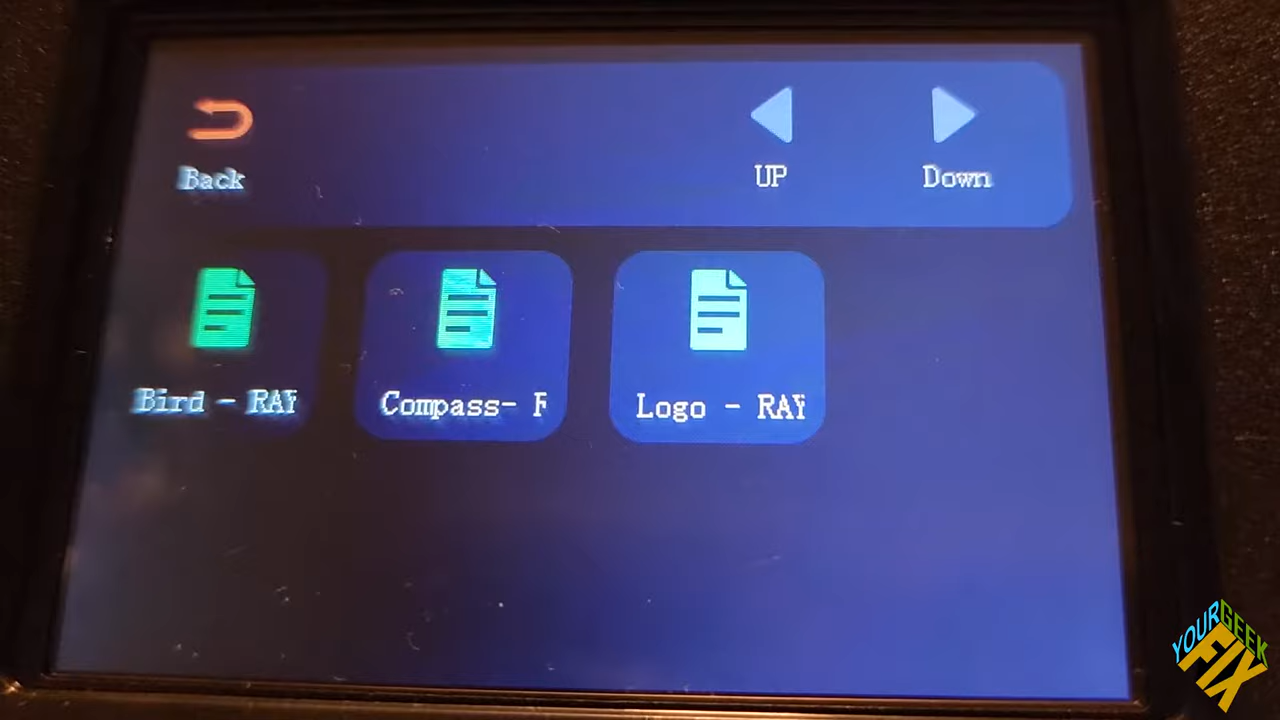 Back
UP
Down
Bird - RAY
Compass- F
Logo - RAY
YOURGEEK
FIX